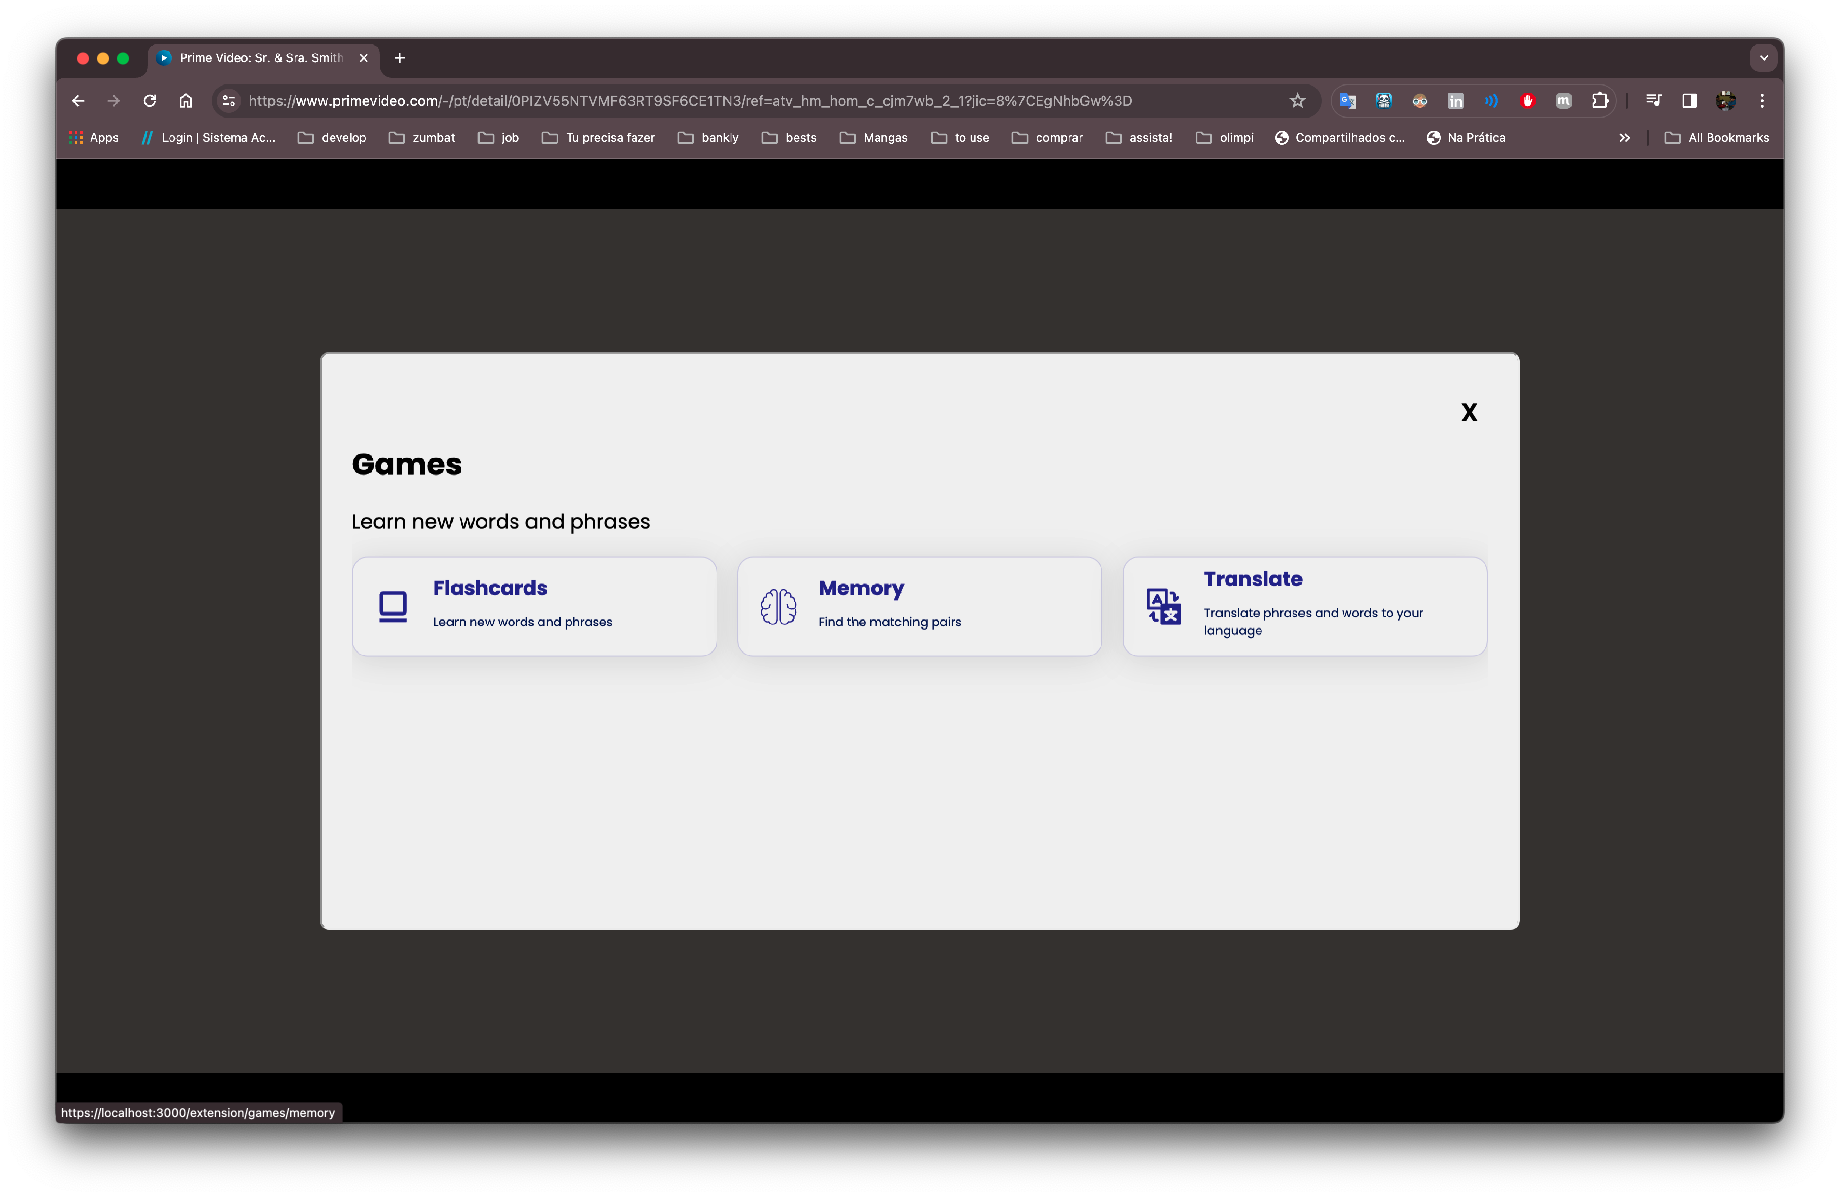 Prime Video: Sr. & Sra. Smith
https://www.primevideo.com/-/pt/detail/0PIZV55NTVMF63RT9SF6CE1TN3/ref=atv_hm_hom_c_cjm7wb_2_1?jic=8%7CEgNhbGw%3D
Apps
Login | Sistema Ac...
develop
zumbat
job
Tu precisa fazer
bankly
bests
Mangas
to use
comprar
assista!
olimpi
Compartilhados c...
Na Prática
All Bookmarks
X
Games
Learn new words and phrases
Flashcards
Learn new words and phrases
Memory
Find the matching pairs
Translate
Translate phrases and words to your
language
https://localhost:3000/extension/games/memory